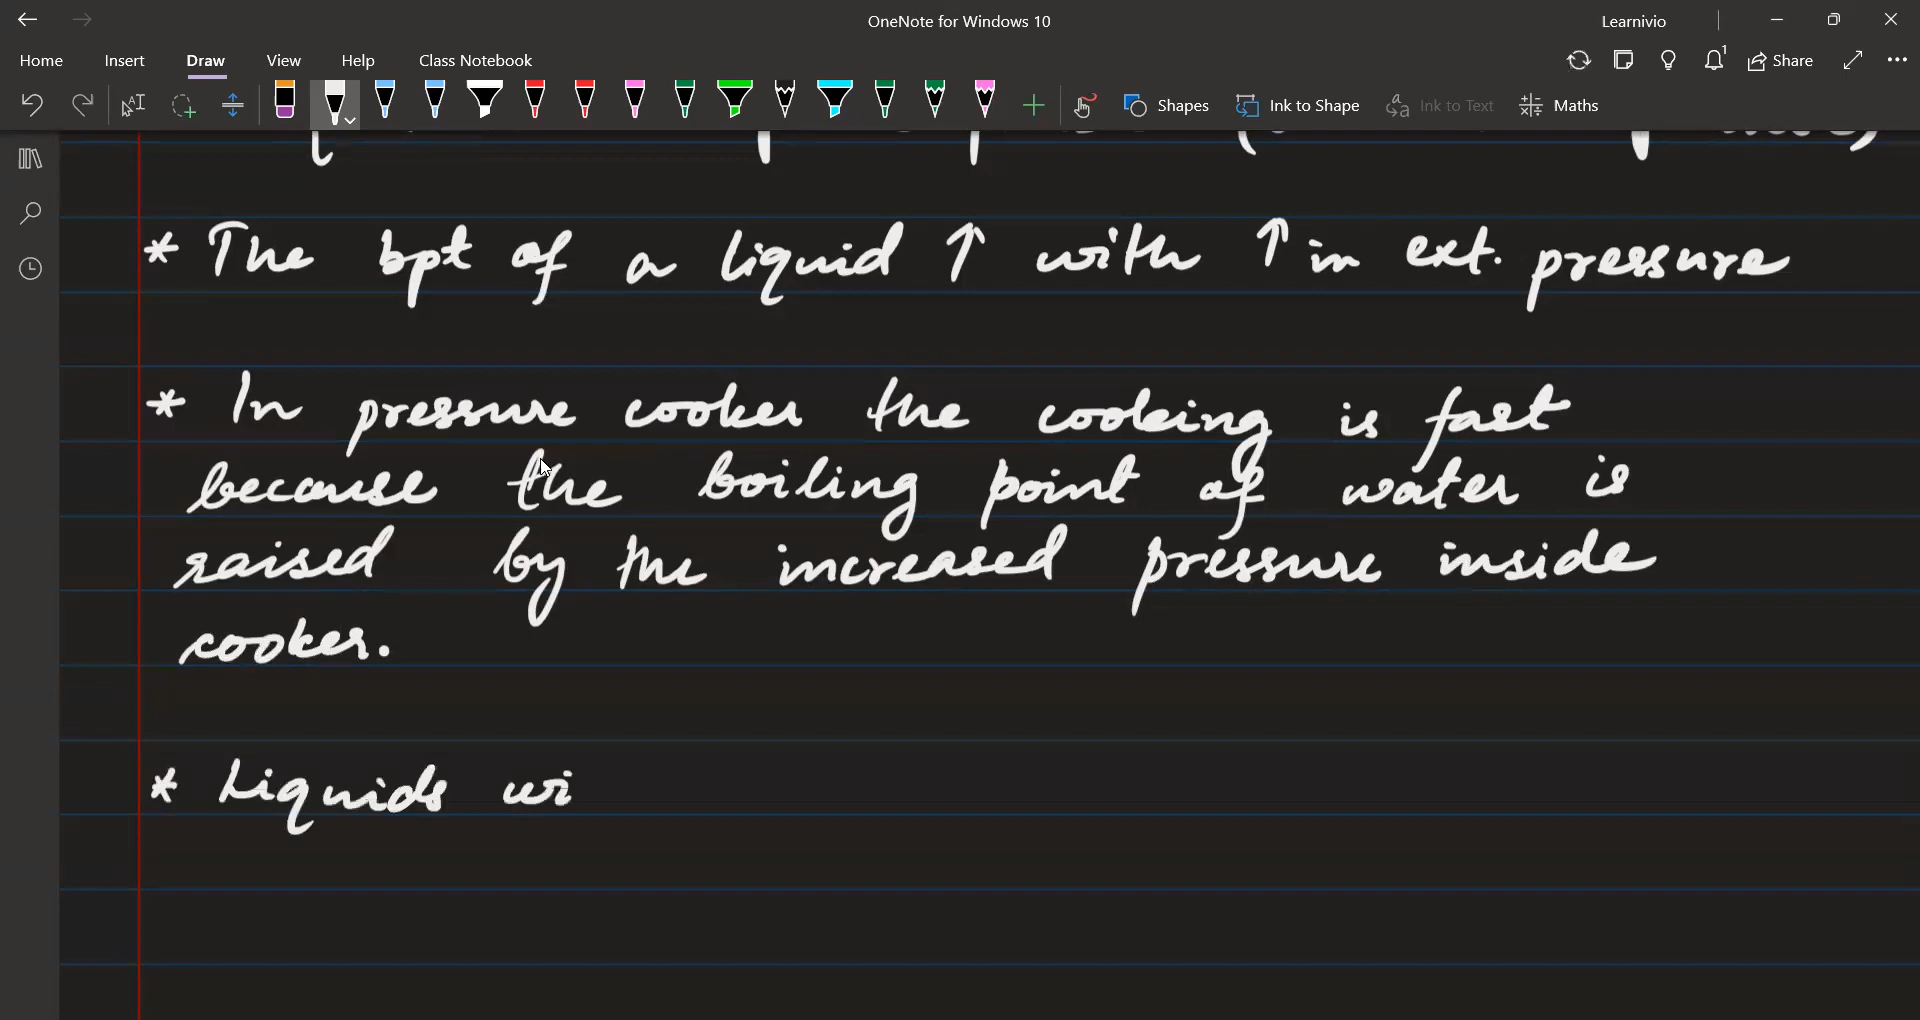 OneNote for Windows 10
Learnivio
Home Insert Draw View Help Class Notebook
1
Share
Shapes Ink to Shape Ink to Text Maths
* The bpt of a liquid ↑ with ↑ in ext. pressure
* In pressure cooker the cooking is fast
because the boiling point of water is
raised by the increased pressure inside
cooker.
* Liquids wi